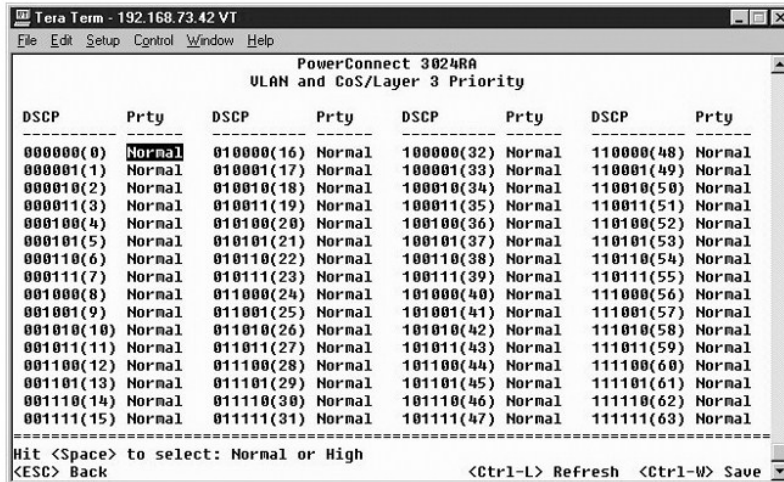 Tera Term - 192.168.73.42 VT
File Edit Setup Control Window Help
PowerConnect 3024RA
VLAN and CoS/Layer 3 Priority
DSCP Prty DSCP Prty DSCP Prty DSCP Prty
----------- ------- ----------- ------- ----------- ------- ----------- -------
000000(0) Normal 010000(16) Normal 100000(32) Normal 110000(48) Normal
000001(1) Normal 010001(17) Normal 100001(33) Normal 110001(49) Normal
000010(2) Normal 010010(18) Normal 100010(34) Normal 110010(50) Normal
000011(3) Normal 010011(19) Normal 100011(35) Normal 110011(51) Normal
000100(4) Normal 010100(20) Normal 100100(36) Normal 110100(52) Normal
000101(5) Normal 010101(21) Normal 100101(37) Normal 110101(53) Normal
000110(6) Normal 010110(22) Normal 100110(38) Normal 110110(54) Normal
000111(7) Normal 010111(23) Normal 100111(39) Normal 110111(55) Normal
001000(8) Normal 011000(24) Normal 101000(40) Normal 111000(56) Normal
001001(9) Normal 011001(25) Normal 101001(41) Normal 111001(57) Normal
001010(10) Normal 011010(26) Normal 101010(42) Normal 111010(58) Normal
001011(11) Normal 011011(27) Normal 101011(43) Normal 111011(59) Normal
001100(12) Normal 011100(28) Normal 101100(44) Normal 111100(60) Normal
001101(13) Normal 011101(29) Normal 101101(45) Normal 111101(61) Normal
001110(14) Normal 011110(30) Normal 101110(46) Normal 111110(62) Normal
001111(15) Normal 011111(31) Normal 101111(47) Normal 111111(63) Normal
================================================================================
Hit <Space> to select: Normal or High
<ESC> Back <Ctrl-L> Refresh <Ctrl-W> Save